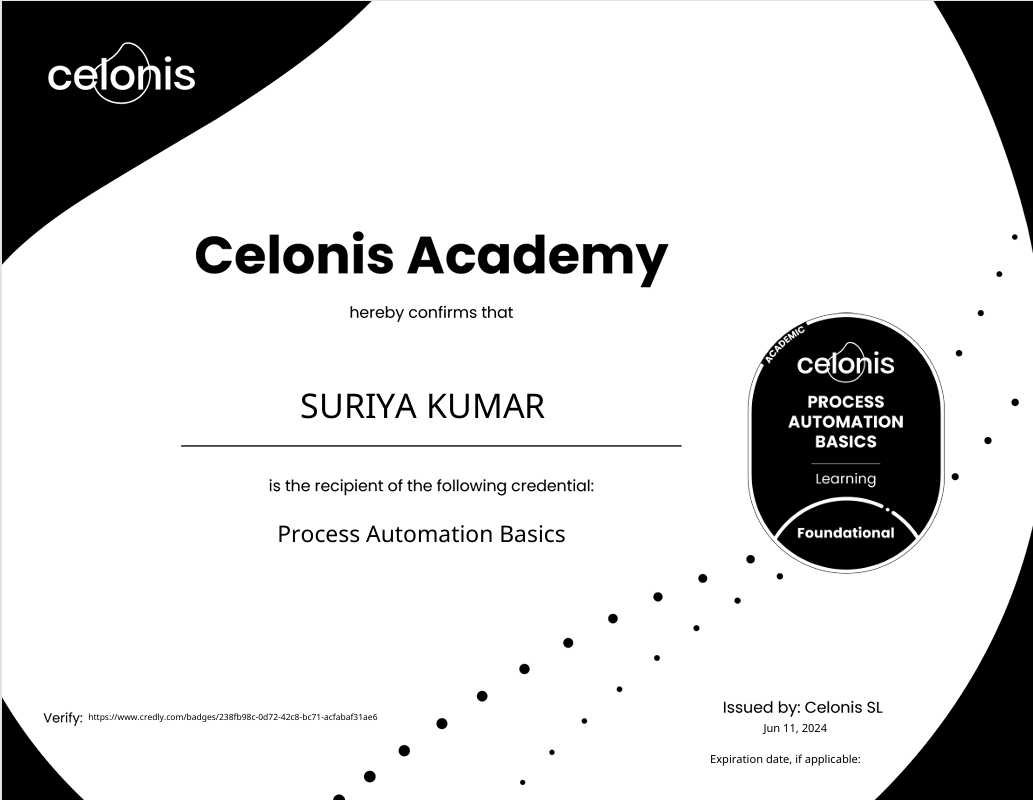 celonis
Celonis Academy
hereby confirms that
SURIYA KUMAR
is the recipient of the following credential:
Process Automation Basics
ACADEMIC
celonis
PROCESS
AUTOMATION
BASICS
Learning
Foundational
Verify: https://www.credly.com/badges/238fb98c-0d72-42c8-bc71-acfabaf31ae6
Issued by: Celonis SL
Jun 11, 2024
Expiration date, if applicable: